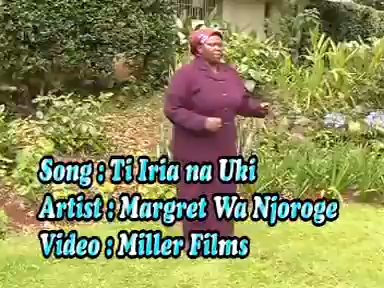 Song : Ti Iria na Uki
Artist : Margret Wa Njoroge
Video : Miller Films